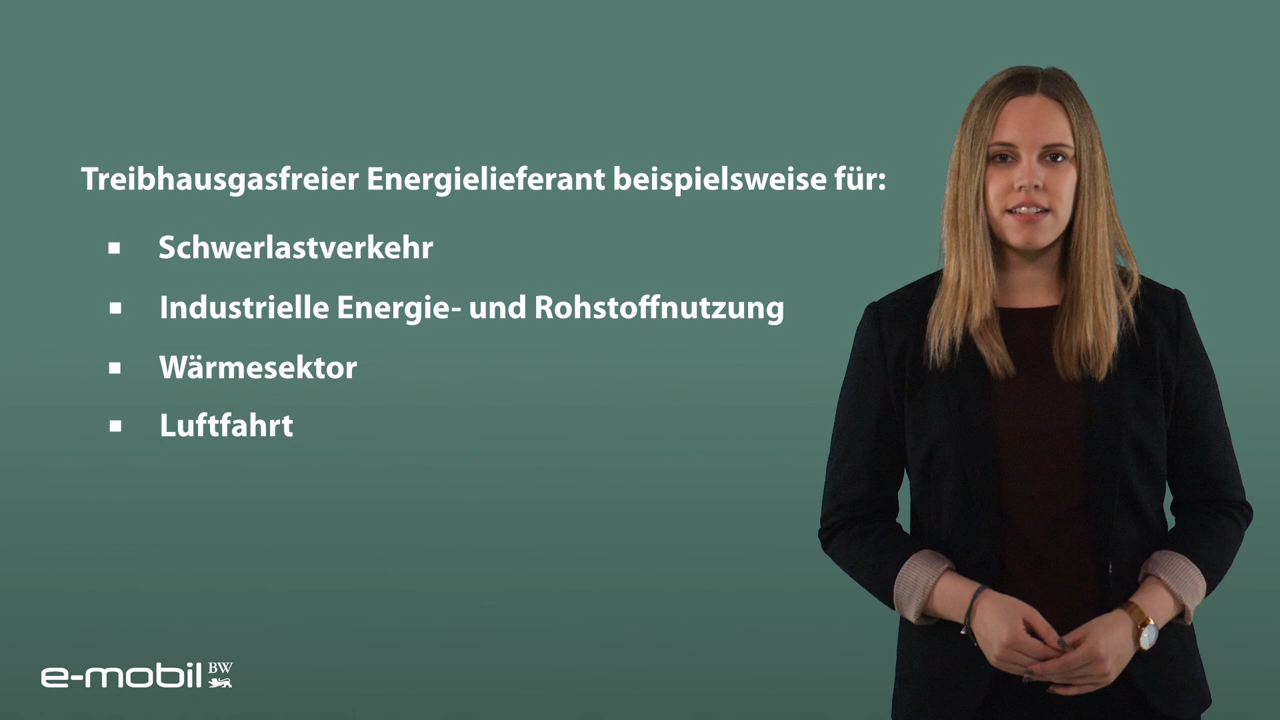 Treibhausgasfreier Energielieferant beispielsweise für:
Schwerlastverkehr
Industrielle Energie- und Rohstoffnutzung
Wärmesektor
Luftfahrt
e-mobil BW